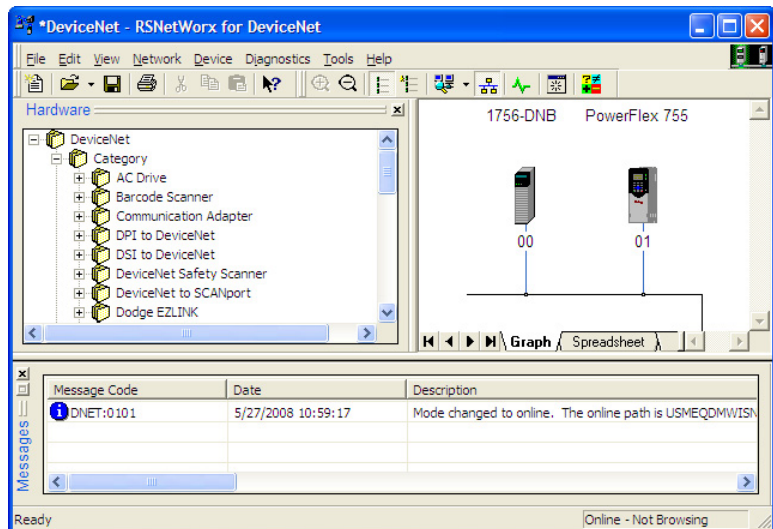 *DeviceNet - RSNetWorx for DeviceNet
File Edit View Network Device Diagnostics Tools Help
Hardware
DeviceNet
Category
AC Drive
Barcode Scanner
Communication Adapter
DPI to DeviceNet
DSI to DeviceNet
DeviceNet Safety Scanner
DeviceNet to SCANport
Dodge EZLINK
1756-DNB PowerFlex 755
00 01
Graph Spreadsheet
Messages
Message Code Date Description
DNET:0101 5/27/2008 10:59:17 Mode changed to online. The online path is USMEQDMWISN
Ready Online - Not Browsing